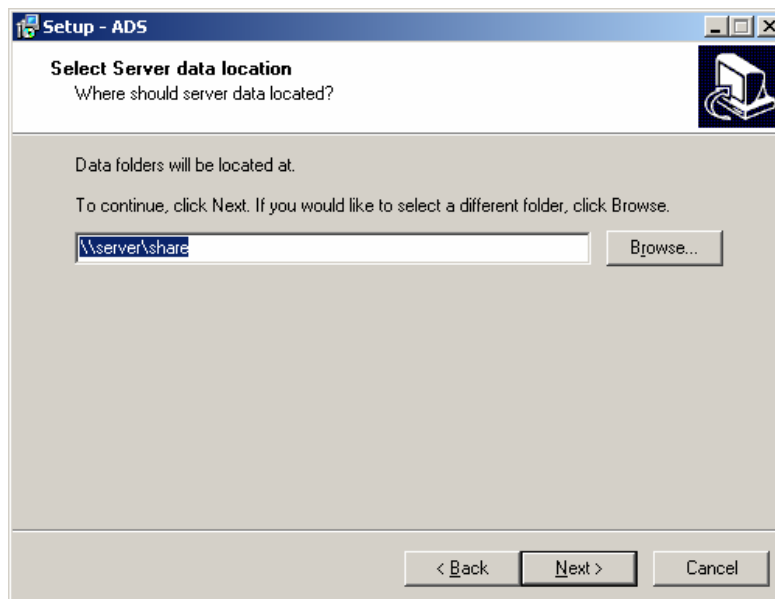 Setup - ADS
Select Server data location
Where should server data located?
Data folders will be located at.
To continue, click Next. If you would like to select a different folder, click Browse.
\\server\share
Browse...
< Back
Next >
Cancel